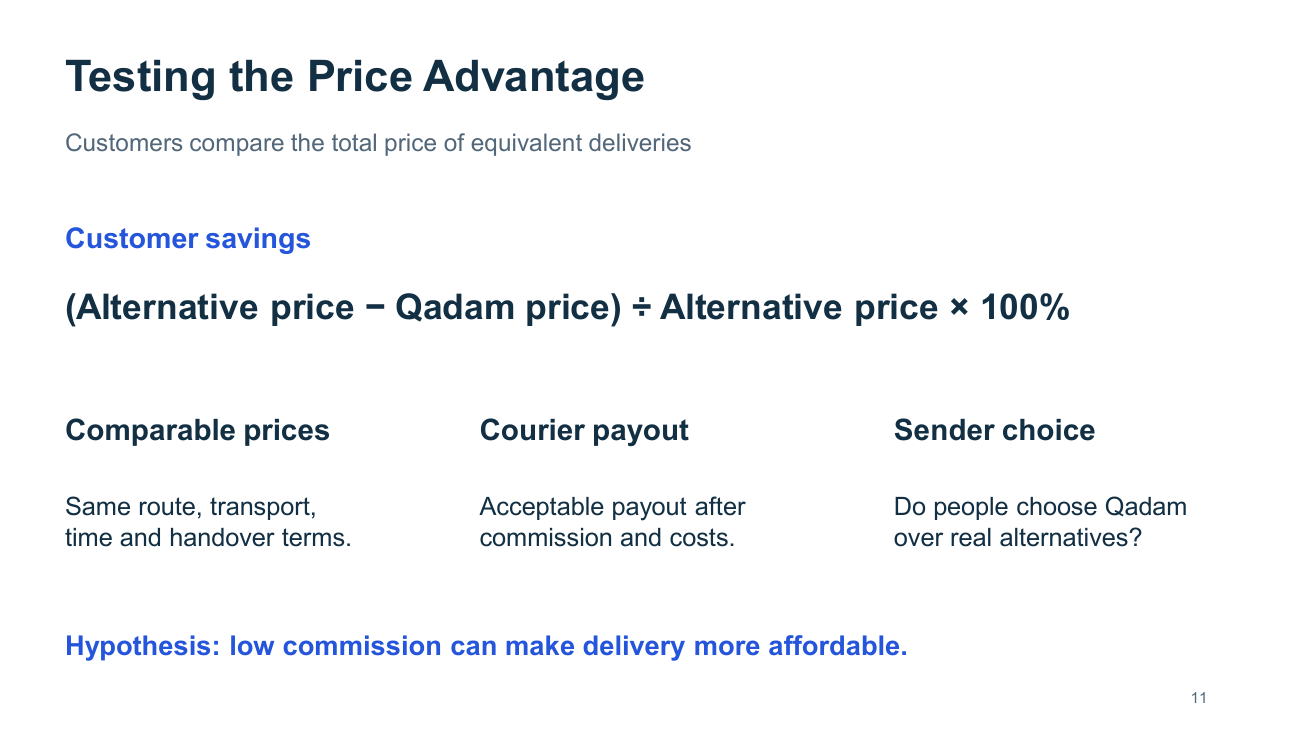 Testing the Price Advantage
Customers compare the total price of equivalent deliveries
Customer savings
(Alternative price − Qadam price) ÷ Alternative price × 100%
Comparable prices
Same route, transport,
time and handover terms.
Courier payout
Acceptable payout after
commission and costs.
Sender choice
Do people choose Qadam
over real alternatives?
Hypothesis: low commission can make delivery more affordable.
11